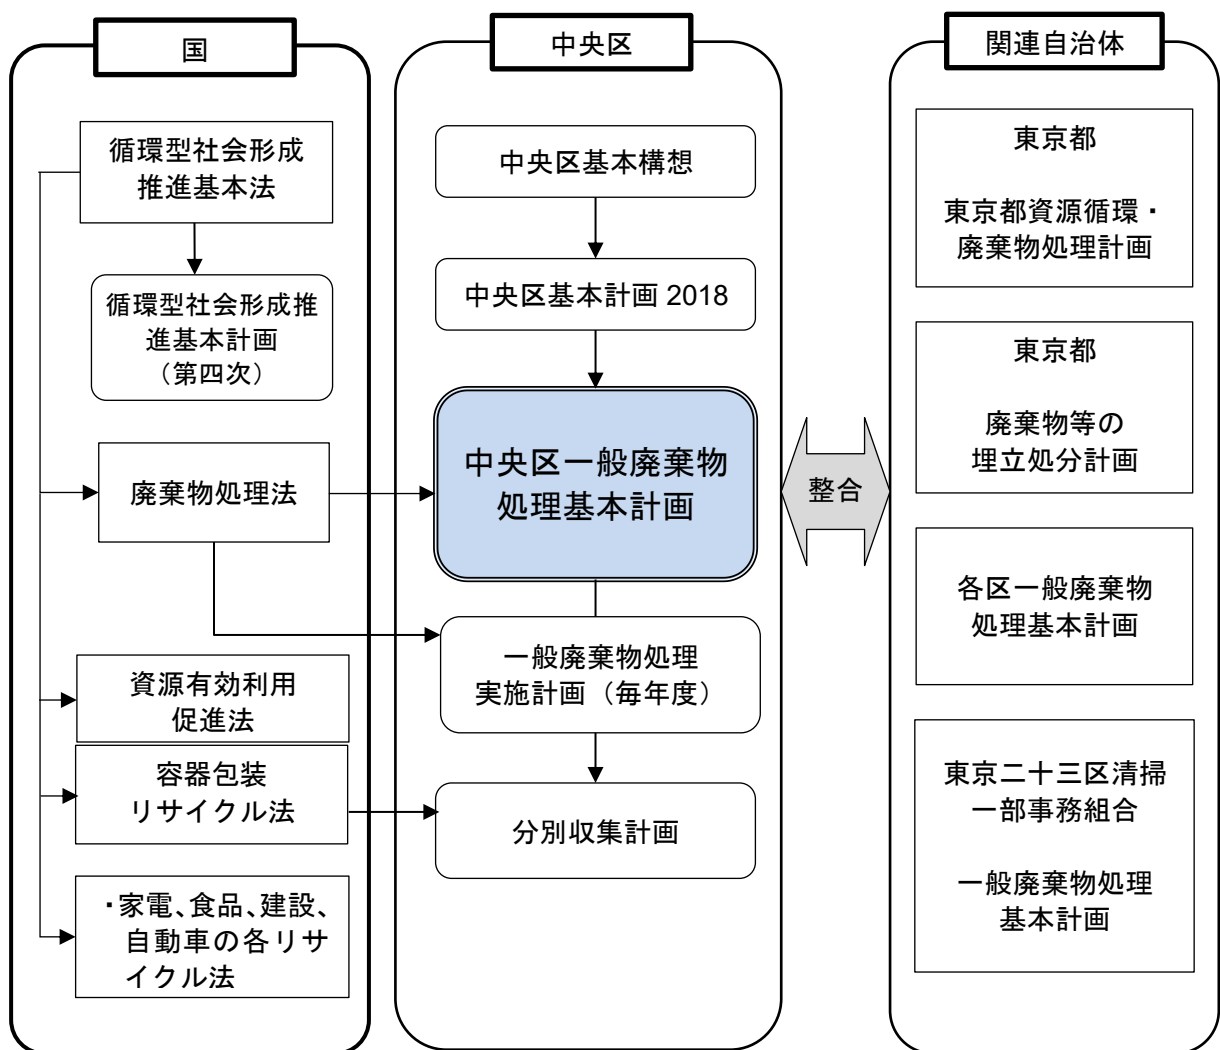 国
循環型社会形成
推進基本法
循環型社会形成推
進基本計画
（第四次）
廃棄物処理法
資源有効利用
促進法
容器包装
リサイクル法
・家電、食品、建設、
自動車の各リサ
イクル法
中央区
中央区基本構想
中央区基本計画 2018
中央区一般廃棄物
処理基本計画
一般廃棄物処理
実施計画（毎年度）
分別収集計画
整合
関連自治体
東京都
東京都資源循環・
廃棄物処理計画
東京都
廃棄物等の
埋立処分計画
各区一般廃棄物
処理基本計画
東京二十三区清掃
一部事務組合
一般廃棄物処理
基本計画